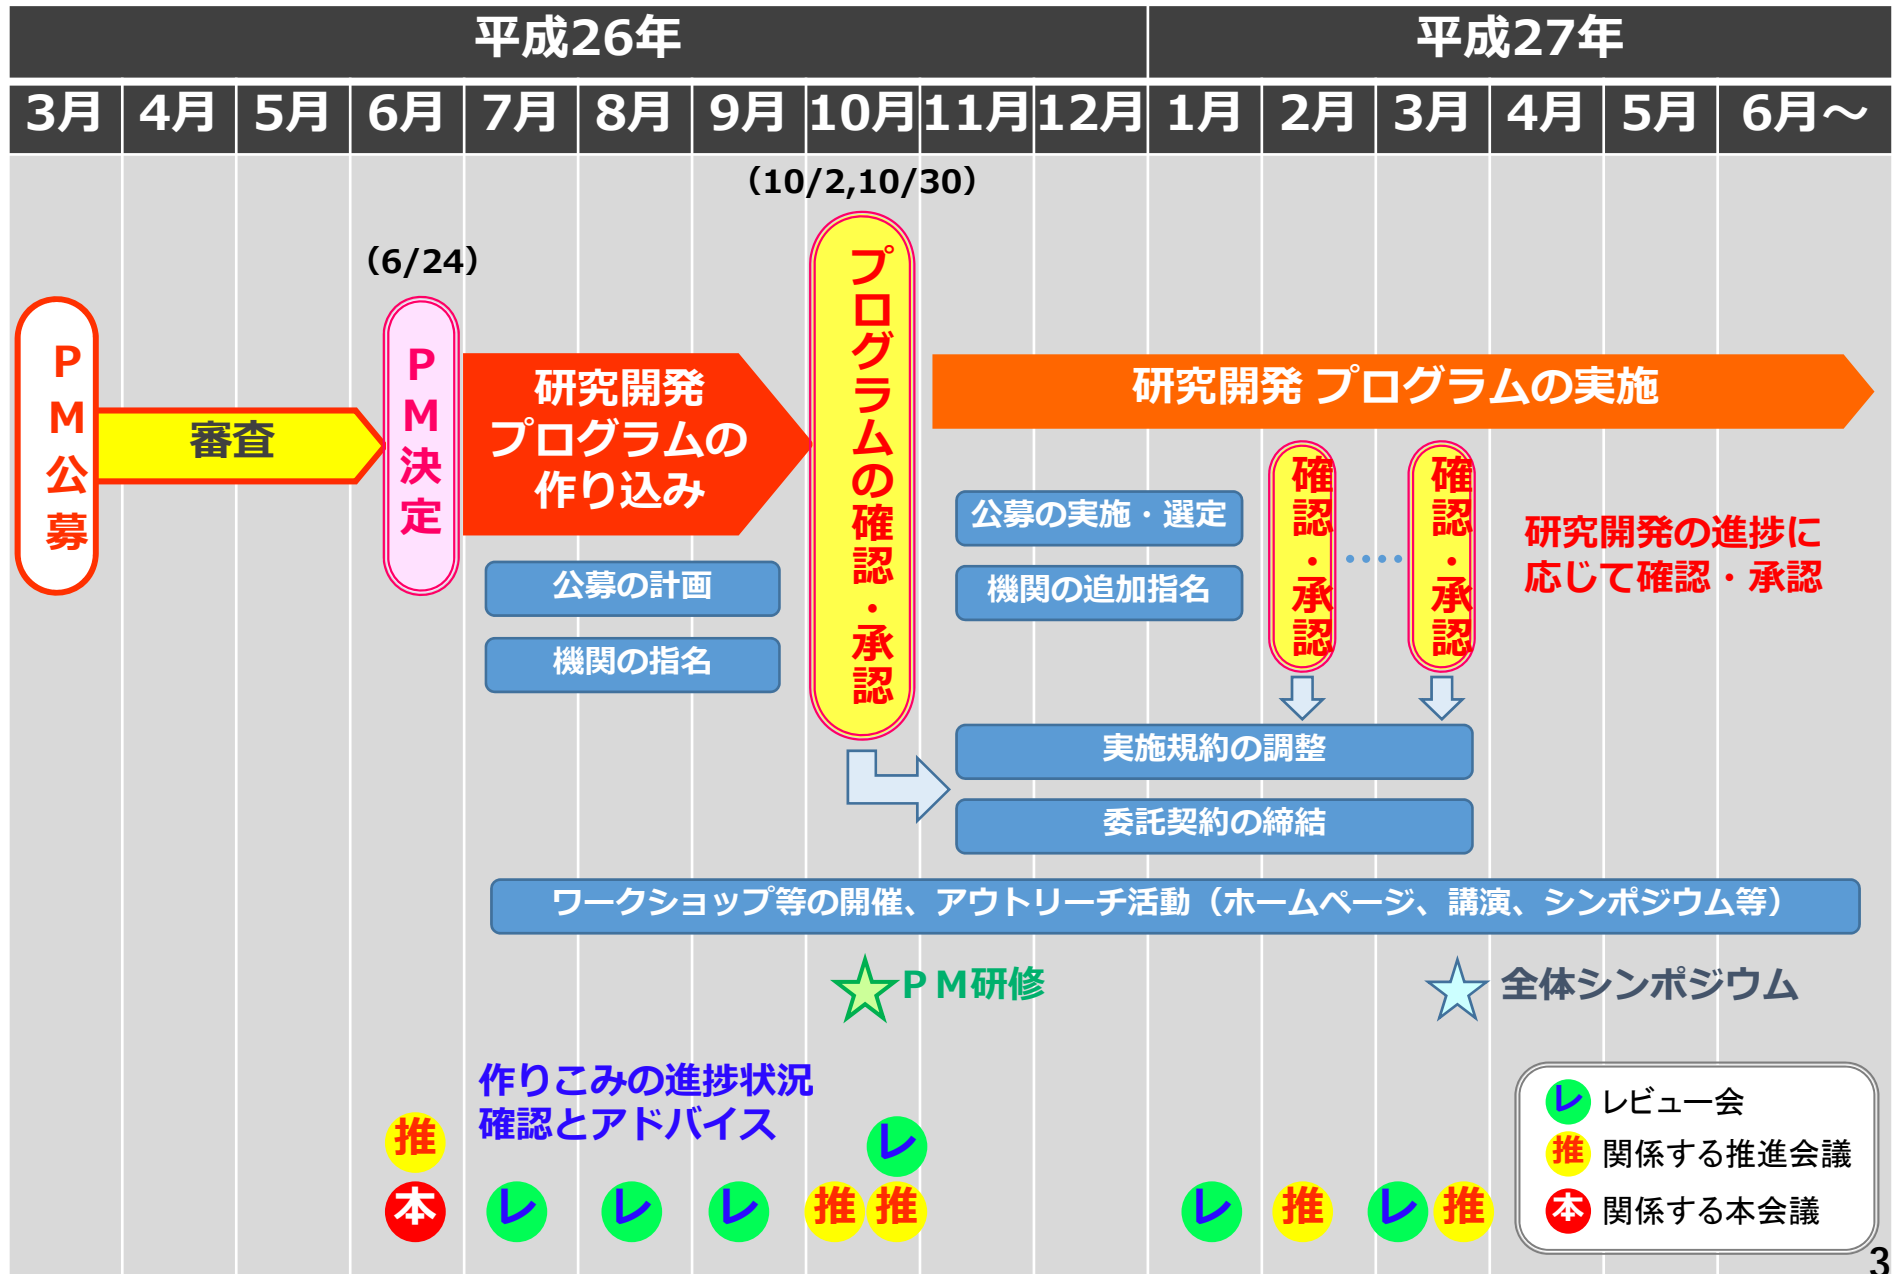 平成26年
平成27年
3月
4月
5月
6月
7月
8月
9月
10月
11月
12月
1月
2月
3月
4月
5月
6月～
（10/2,10/30）
（6/24）
ＰＭ公募
審査
ＰＭ決定
研究開発
プログラムの
作り込み
プログラムの確認・承認
研究開発 プログラムの実施
公募の計画
機関の指名
公募の実施・選定
機関の追加指名
確認・承認
確認・承認
研究開発の進捗に
応じて確認・承認
実施規約の調整
委託契約の締結
ワークショップ等の開催、アウトリーチ活動（ホームページ、講演、シンポジウム等）
ＰＭ研修
全体シンポジウム
作りこみの進捗状況
確認とアドバイス
推
レ
本
レ
レ
レ
推
推
レ
推
レ
推
レ レビュー会
推 関係する推進会議
本 関係する本会議
3